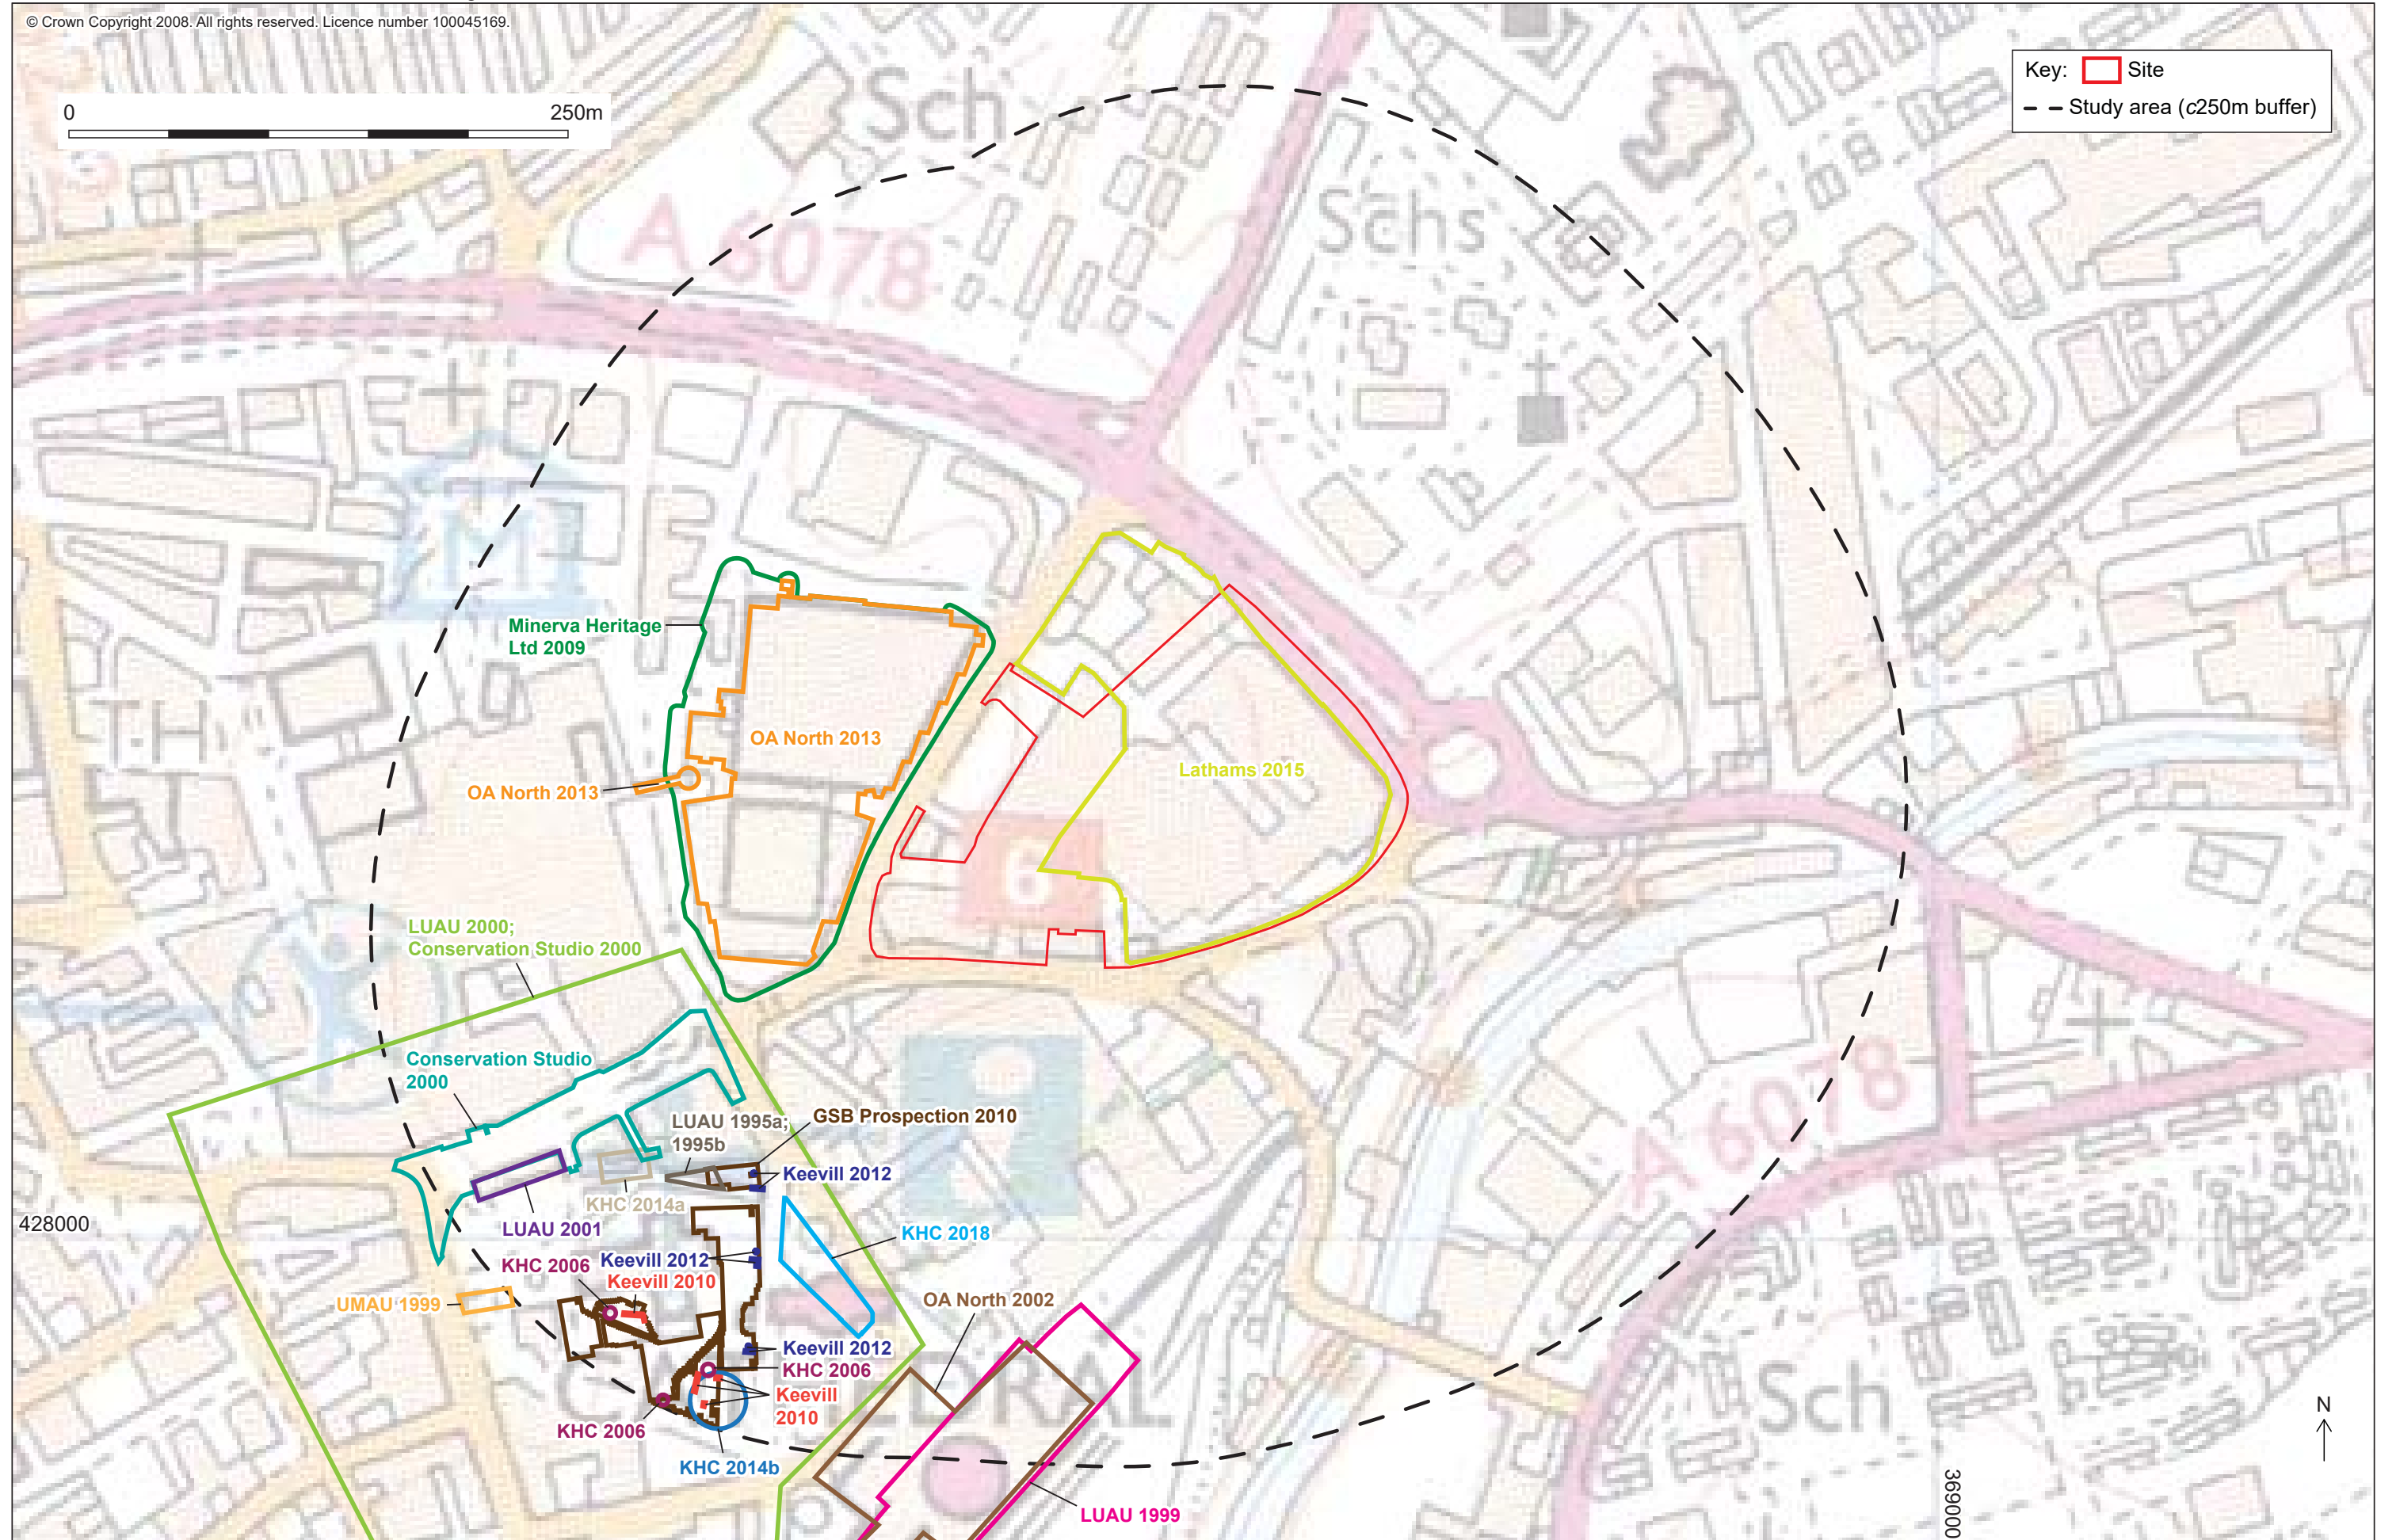 © Crown Copyright 2008. All rights reserved. Licence number 100045169.
0 250m
Key: Site
Study area (c250m buffer)
Sch
A 6078
Schs
M
Minerva Heritage
Ltd 2009
TH
OA North 2013
OA North 2013
Lathams 2015
6
LUAU 2000;
Conservation Studio 2000
Conservation Studio
2000
LUAU 1995a;
1995b
GSB Prospection 2010
Keevill 2012
KHC 2014a
A 6078
428000
LUAU 2001
KHC 2018
KHC 2006
Keevill 2012
Keevill 2010
UMAU 1999
OA North 2002
Keevill 2012
KHC 2006
Keevill
2010
Sch
N
KHC 2006
KHC 2014b
LUAU 1999
369000